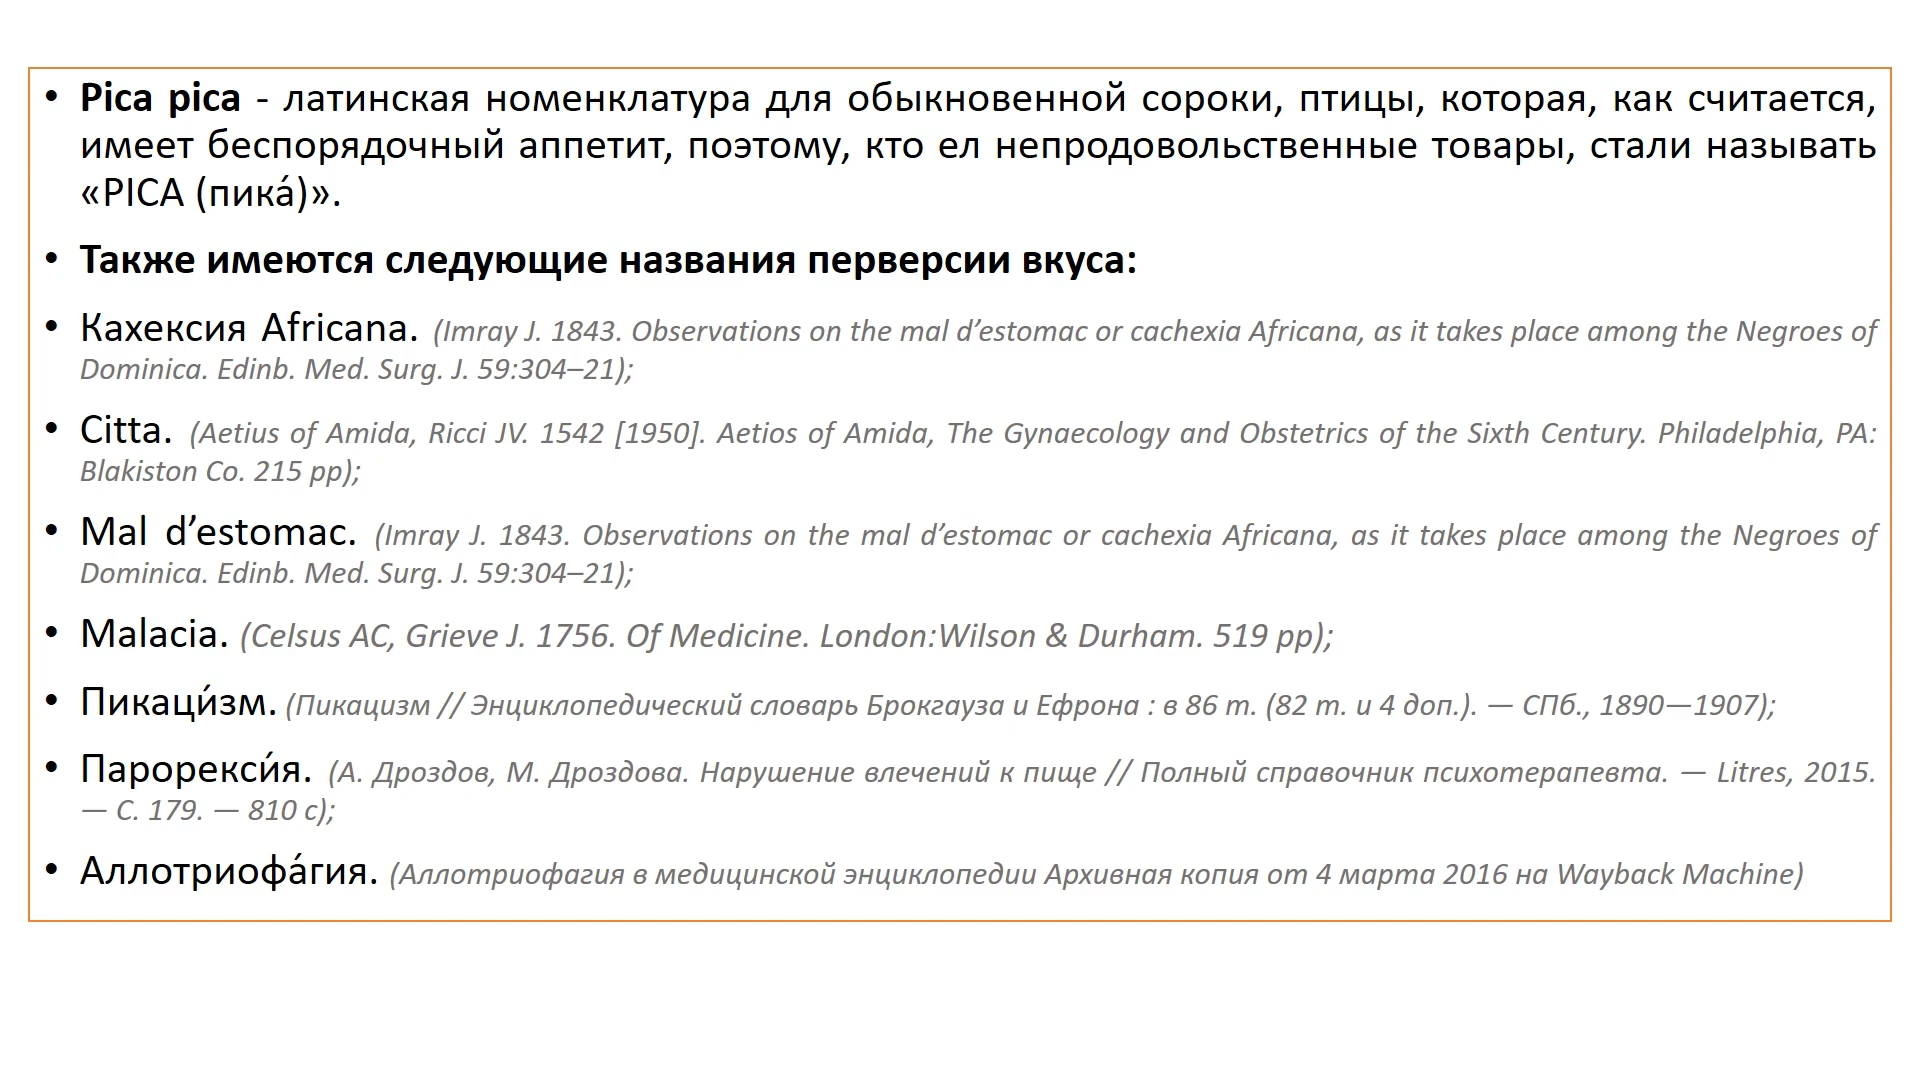 • Pica pica - латинская номенклатура для обыкновенной сороки, птицы, которая, как считается,
имеет беспорядочный аппетит, поэтому, кто ел непродовольственные товары, стали называть
«PICA (пика́)».
• Также имеются следующие названия перверсии вкуса:
• Кахексия Africana. (Imray J. 1843. Observations on the mal d’estomac or cachexia Africana, as it takes place among the Negroes of
Dominica. Edinb. Med. Surg. J. 59:304–21);
• Citta. (Aetius of Amida, Ricci JV. 1542 [1950]. Aetios of Amida, The Gynaecology and Obstetrics of the Sixth Century. Philadelphia, PA:
Blakiston Co. 215 pp);
• Mal d’estomac. (Imray J. 1843. Observations on the mal d’estomac or cachexia Africana, as it takes place among the Negroes of
Dominica. Edinb. Med. Surg. J. 59:304–21);
• Malacia. (Celsus AC, Grieve J. 1756. Of Medicine. London:Wilson & Durham. 519 pp);
• Пикаци́зм. (Пикацизм // Энциклопедический словарь Брокгауза и Ефрона : в 86 т. (82 т. и 4 доп.). — СПб., 1890—1907);
• Парорекси́я. (А. Дроздов, М. Дроздова. Нарушение влечений к пище // Полный справочник психотерапевта. — Litres, 2015.
— С. 179. — 810 с);
• Аллотриофа́гия. (Аллотриофагия в медицинской энциклопедии Архивная копия от 4 марта 2016 на Wayback Machine)